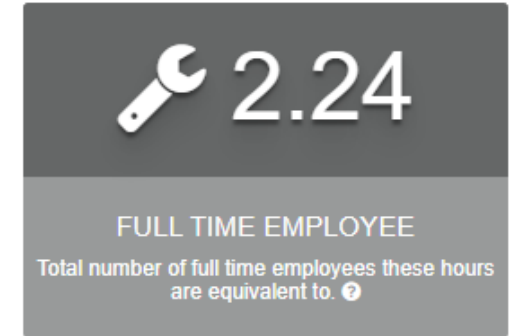 2.24
FULL TIME EMPLOYEE
Total number of full time employees these hours
are equivalent to. ?